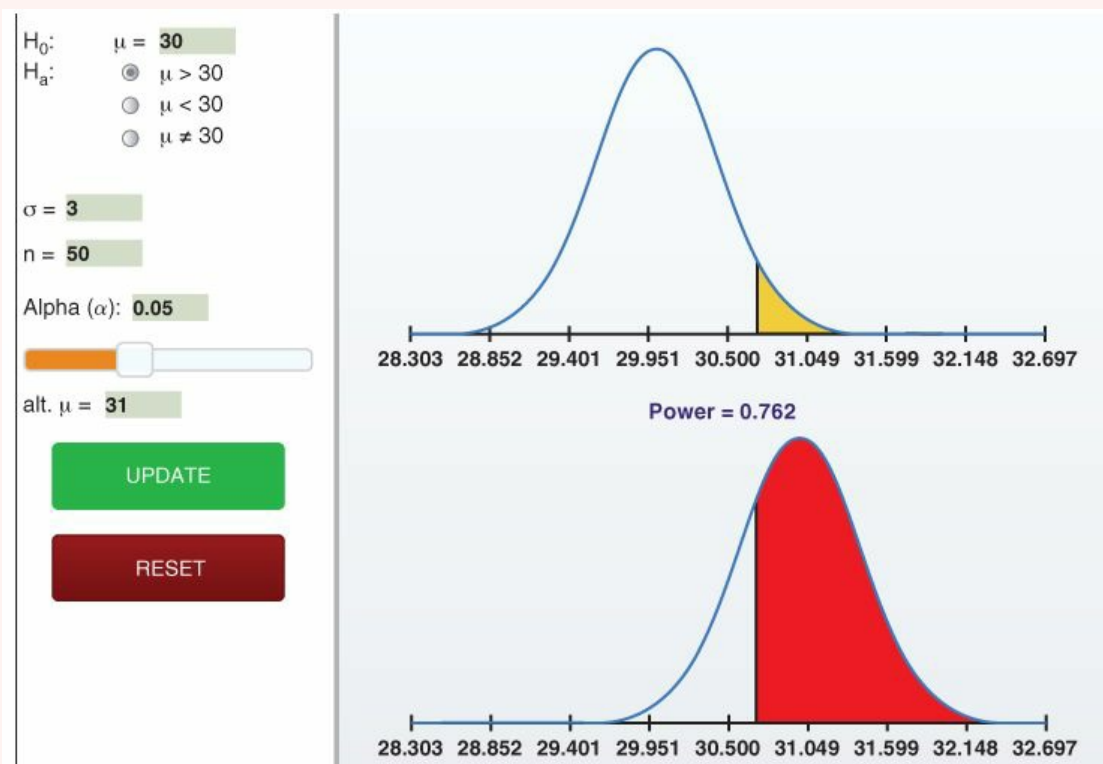 H0: μ = 30
Ha: μ > 30
μ < 30
μ ≠ 30
σ = 3
n = 50
Alpha (α): 0.05
alt. μ = 31
UPDATE
RESET
28.303 28.852 29.401 29.951 30.500 31.049 31.599 32.148 32.697
Power = 0.762
28.303 28.852 29.401 29.951 30.500 31.049 31.599 32.148 32.697